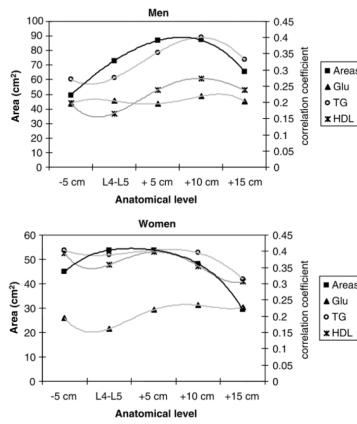 Men
Area (cm²)
100
90
80
70
60
50
40
30
20
10
0
-5 cm L4-L5 + 5 cm +10 cm +15 cm
Anatomical level
0.45
0.4
0.35
0.3
0.25
0.2
0.15
0.1
0.05
0
correlation coefficient
Areas
Glu
TG
HDL
Women
Area (cm²)
60
50
40
30
20
10
0
-5 cm L4-L5 +5 cm +10 cm +15 cm
Anatomical level
0.45
0.4
0.35
0.3
0.25
0.2
0.15
0.1
0.05
0
correlation coefficient
Areas
Glu
TG
HDL